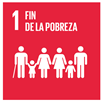 1 FIN
DE LA POBREZA